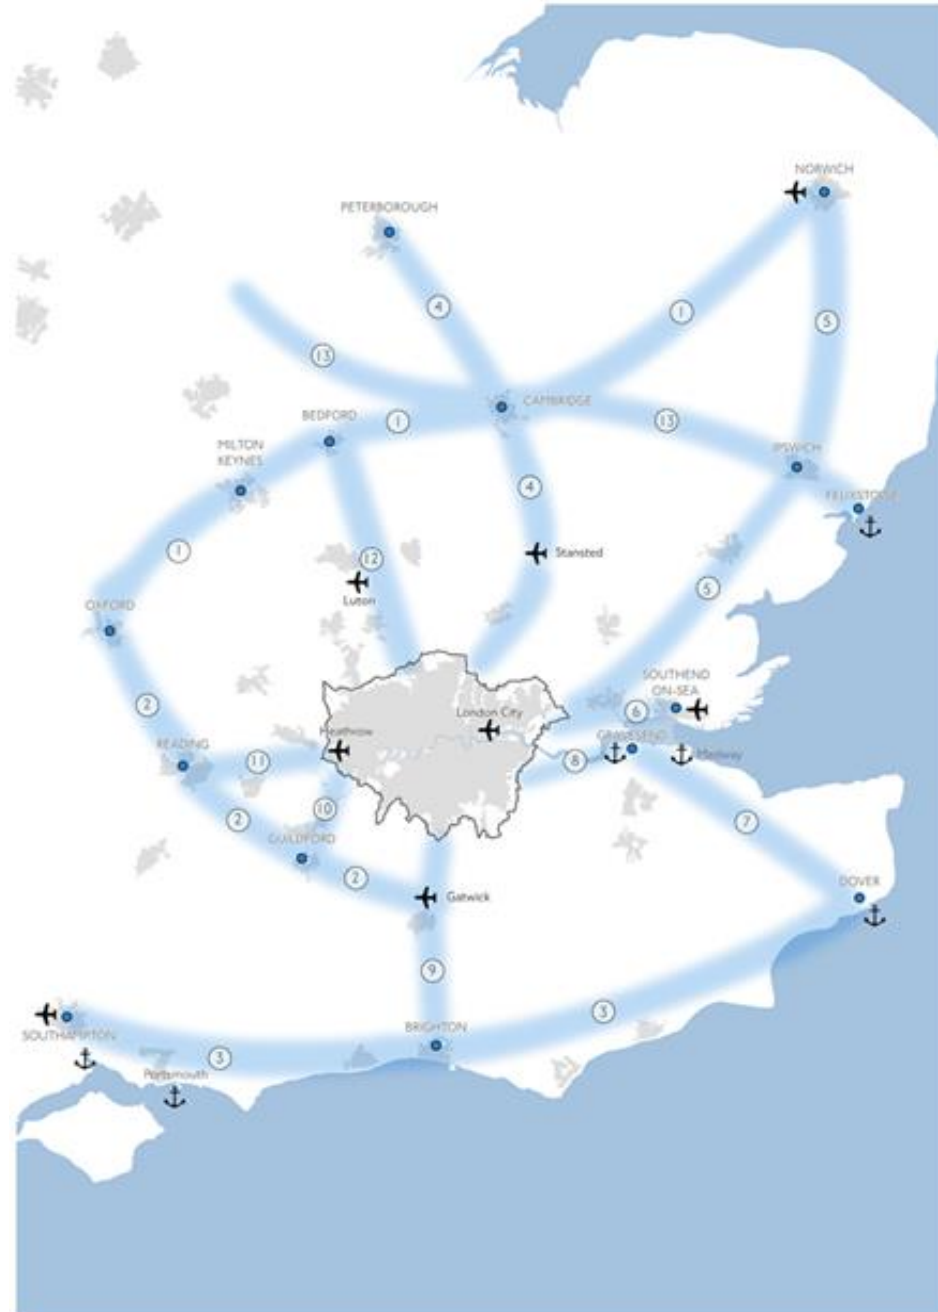 NORWICH
PETERBOROUGH
4
1
5
13
CAMBRIDGE
BEDFORD
1
13
MILTON
KEYNES
IPSWICH
4
FELIXSTOWE
1
12
Stansted
Luton
5
OXFORD
SOUTHEND
ON-SEA
2
6
London City
Heathrow
GRAVESEND
READING
11
8
Medway
10
2
7
GUILDFORD
2
DOVER
Gatwick
9
3
SOUTHAMPTON
BRIGHTON
3
Portsmouth